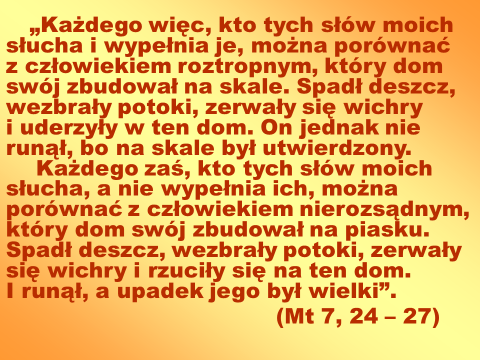 „Każdego więc, kto tych słów moich
słucha i wypełnia je, można porównać
z człowiekiem roztropnym, który dom
swój zbudował na skale. Spadł deszcz,
wezbrały potoki, zerwały się wichry
i uderzyły w ten dom. On jednak nie
runął, bo na skale był utwierdzony.
Każdego zaś, kto tych słów moich
słucha, a nie wypełnia ich, można
porównać z człowiekiem nierozsądnym,
który dom swój zbudował na piasku.
Spadł deszcz, wezbrały potoki, zerwały
się wichry i rzuciły się na ten dom.
I runął, a upadek jego był wielki”.
(Mt 7, 24 – 27)